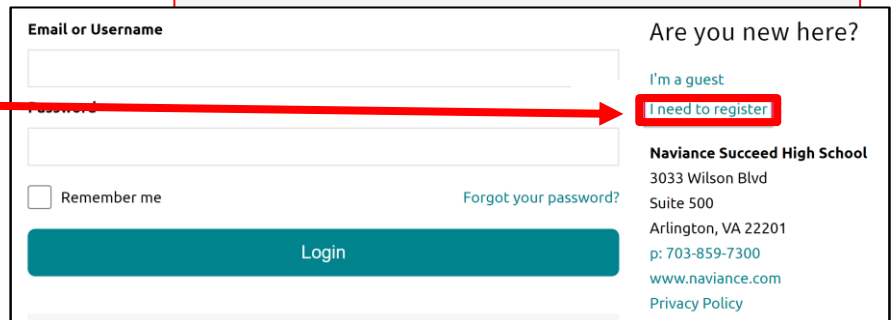 Email or Username
Password
Remember me
Forgot your password?
Login
Are you new here?
I'm a guest
I need to register
Naviance Succeed High School
3033 Wilson Blvd
Suite 500
Arlington, VA 22201
p: 703-859-7300
www.naviance.com
Privacy Policy